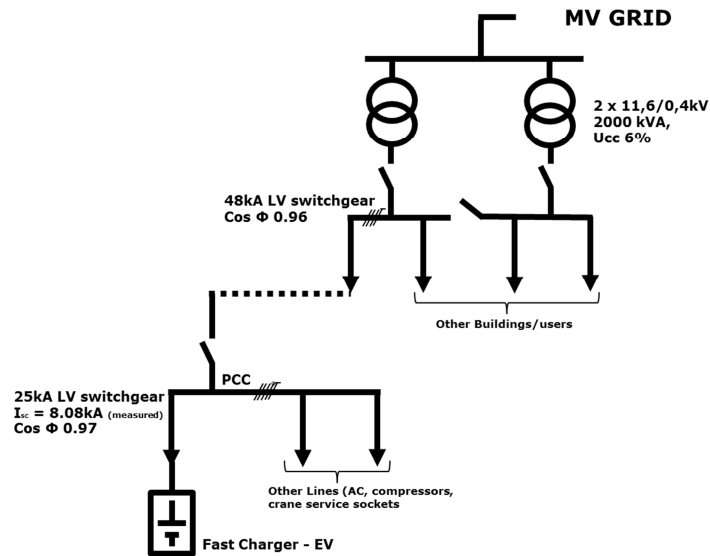 MV GRID
2 x 11,6/0,4kV
2000 kVA,
Ucc 6%
48kA LV switchgear
Cos Φ 0.96
Other Buildings/users
PCC
25kA LV switchgear
Isc = 8.08kA (measured)
Cos Φ 0.97
Other Lines (AC, compressors,
crane service sockets
Fast Charger - EV